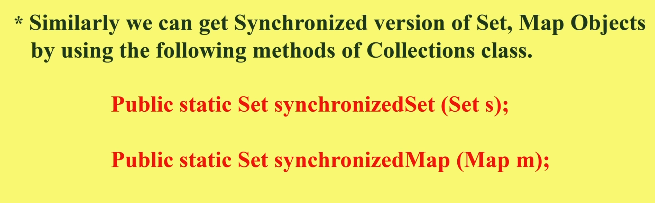 * Similarly we can get Synchronized version of Set, Map Objects
by using the following methods of Collections class.
Public static Set synchronizedSet (Set s);
Public static Set synchronizedMap (Map m);